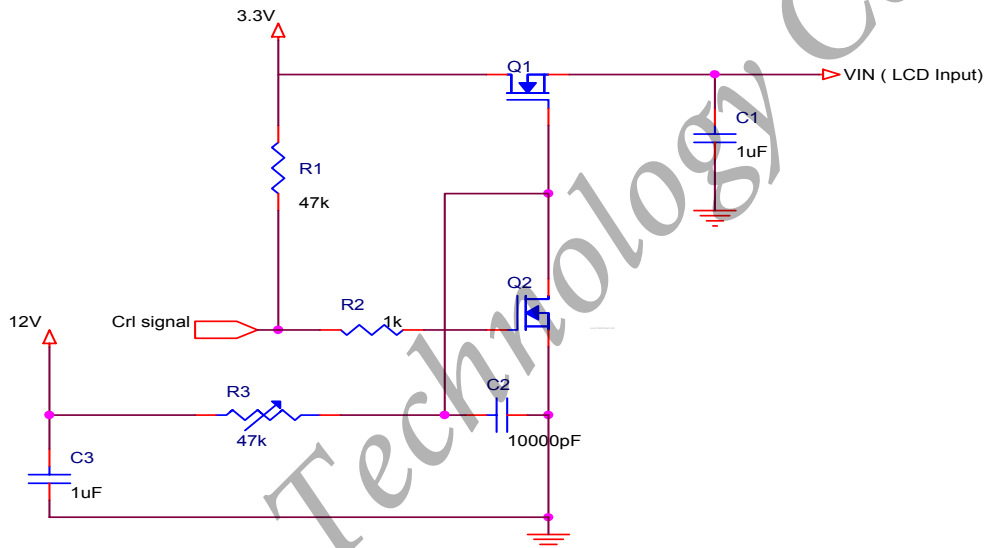 3.3V
Q1
VIN ( LCD Input)
C1
1uF
R1
47k
Q2
R2
1k
Crl signal
12V
R3
47k
C2
10000pF
C3
1uF
Technology Co